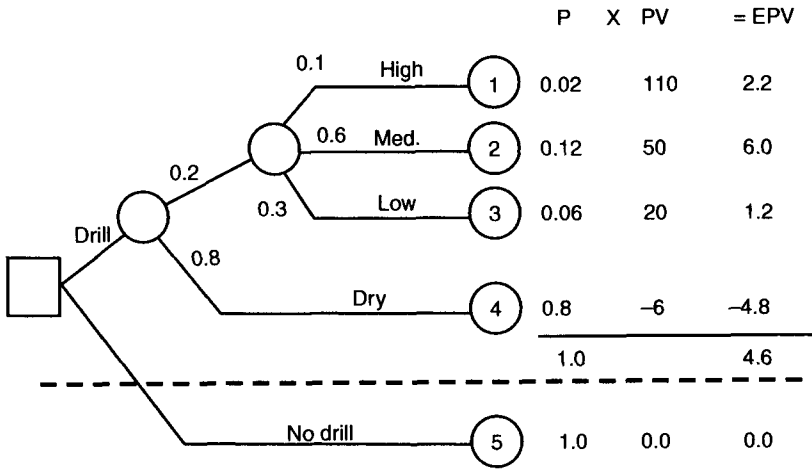 P X PV = EPV
0.1 High 1 0.02 110 2.2
0.6 Med. 2 0.12 50 6.0
0.2
0.3 Low 3 0.06 20 1.2
Drill
0.8
Dry 4 0.8 –6 –4.8
1.0 4.6
No drill 5 1.0 0.0 0.0